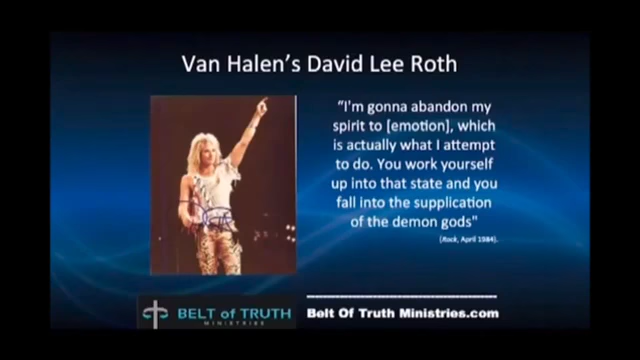 Van Halen's David Lee Roth
"I'm gonna abandon my
spirit to [emotion], which
is actually what I attempt
to do. You work yourself
up into that state and you
fall into the supplication
of the demon gods"
(Rock, April 1984).
BELT of TRUTH
MINISTRIES
Belt Of Truth Ministries.com